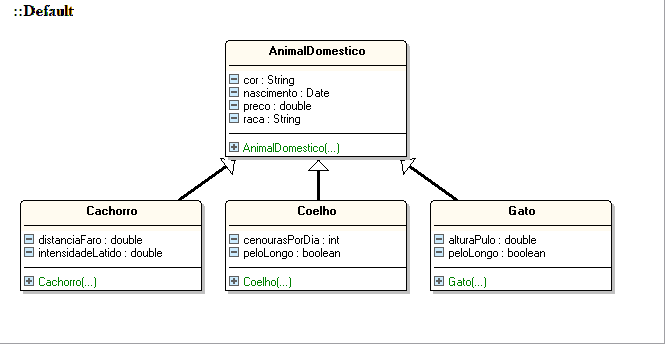 ::Default
AnimalDomestico
cor : String
nascimento : Date
preco : double
raca : String
AnimalDomestico(...)
Cachorro
distanciaFaro : double
intensidadeLatido : double
Cachorro(...)
Coelho
cenourasPorDia : int
peloLongo : boolean
Coelho(...)
Gato
alturaPulo : double
peloLongo : boolean
Gato(...)